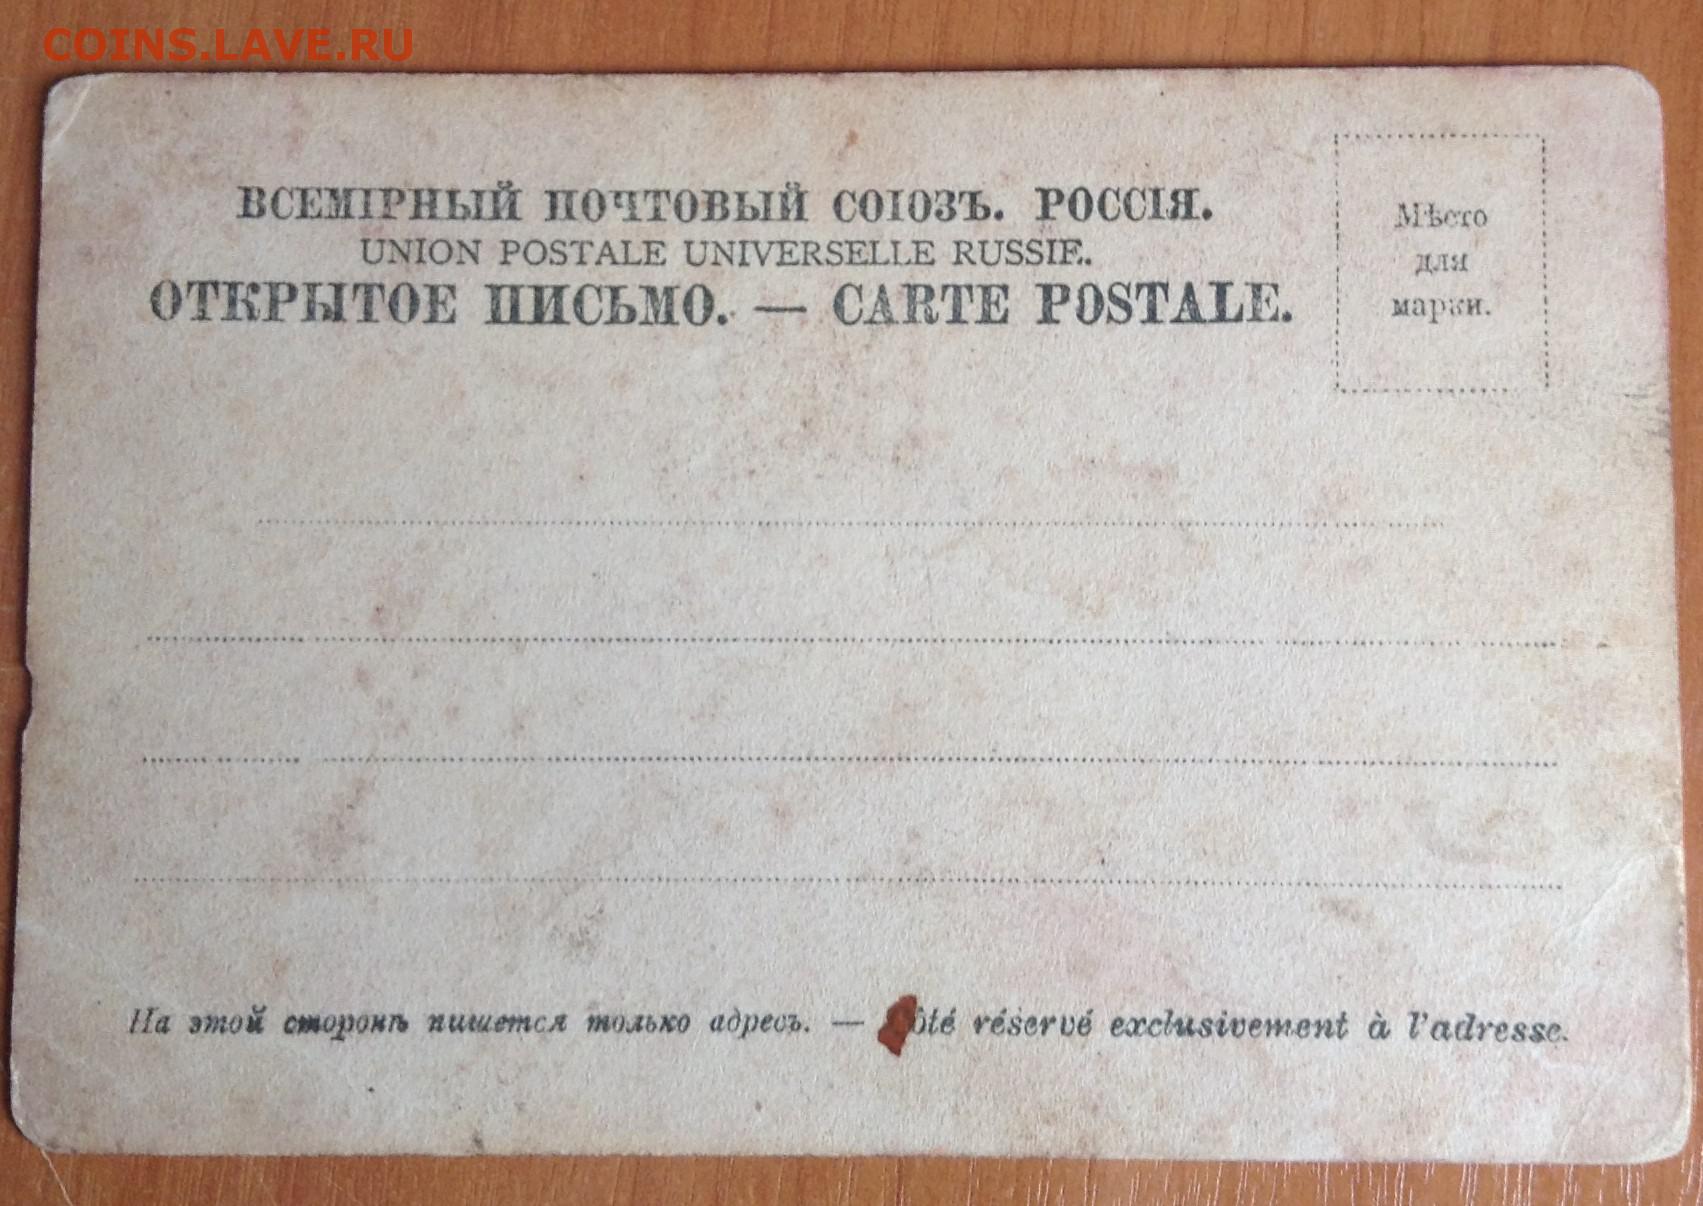 COINS.LAVE.RU
ВСЕМІРНЫЙ ПОЧТОВЫЙ СОЮЗЪ. РОССІЯ.
UNION POSTALE UNIVERSELLE RUSSIE.
ОТКРЫТОЕ ПИСЬМО. — CARTE POSTALE.
Мѣсто
для
марки.
На этой сторонѣ пишется только адресъ. — Côté réservé exclusivement à l'adresse.